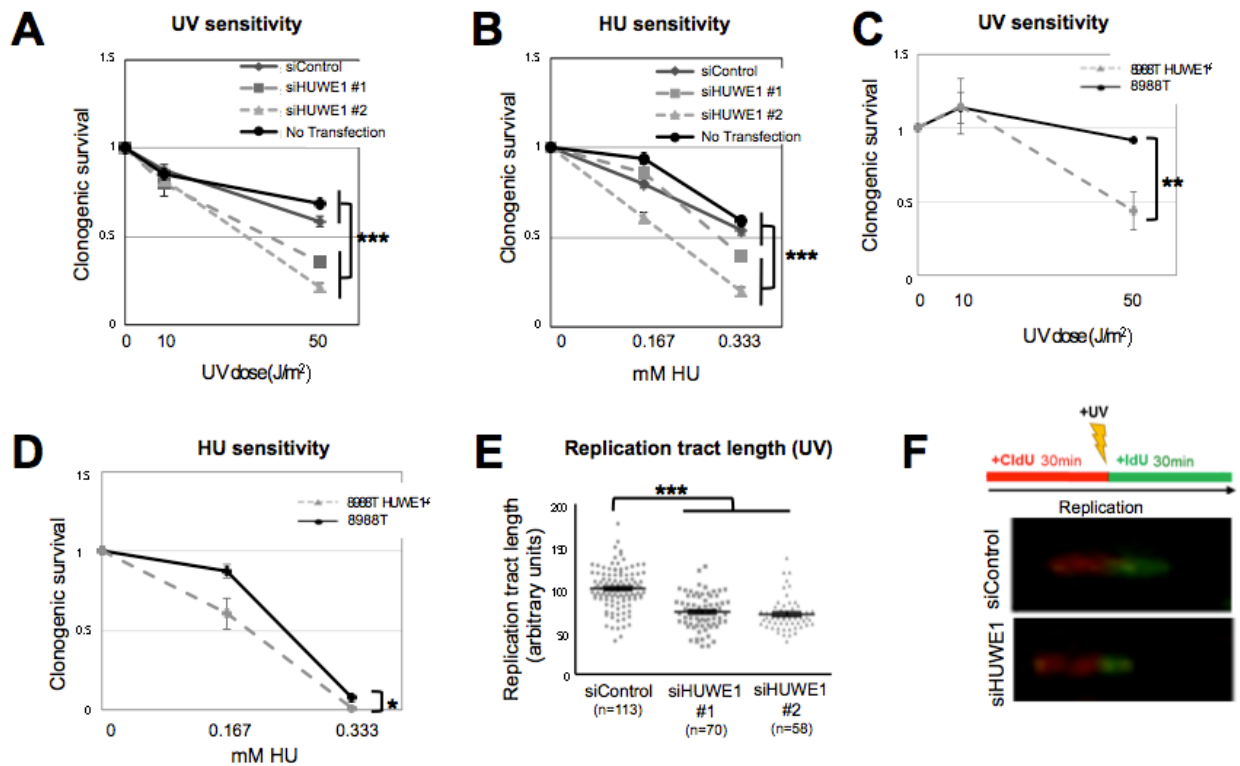 A
UV sensitivity
1.5
1
0.5
0
Clonogenic survival
siControl
siHUWE1 #1
siHUWE1 #2
No Transfection
***
0 10 50
UV dose(J/m²)
B
HU sensitivity
1.5
1
0.5
0
Clonogenic survival
siControl
siHUWE1 #1
siHUWE1 #2
No Transfection
***
0 0.167 0.333
mM HU
C
UV sensitivity
1.5
1
0.5
0
Clonogenic survival
8988T HUWE1
8988T
**
0 10 50
UV dose(J/m²)
D
HU sensitivity
1.5
1
0.5
0
Clonogenic survival
8988T HUWE1
8988T
*
0 0.167 0.333
mM HU
E
Replication tract length (UV)
***
200
150
100
50
0
Replication tract length
(arbitrary units)
siControl siHUWE1 siHUWE1
(n=113) #1 #2
(n=70) (n=58)
F
+UV
+CldU 30min +IdU 30min
Replication
siControl
siHUWE1